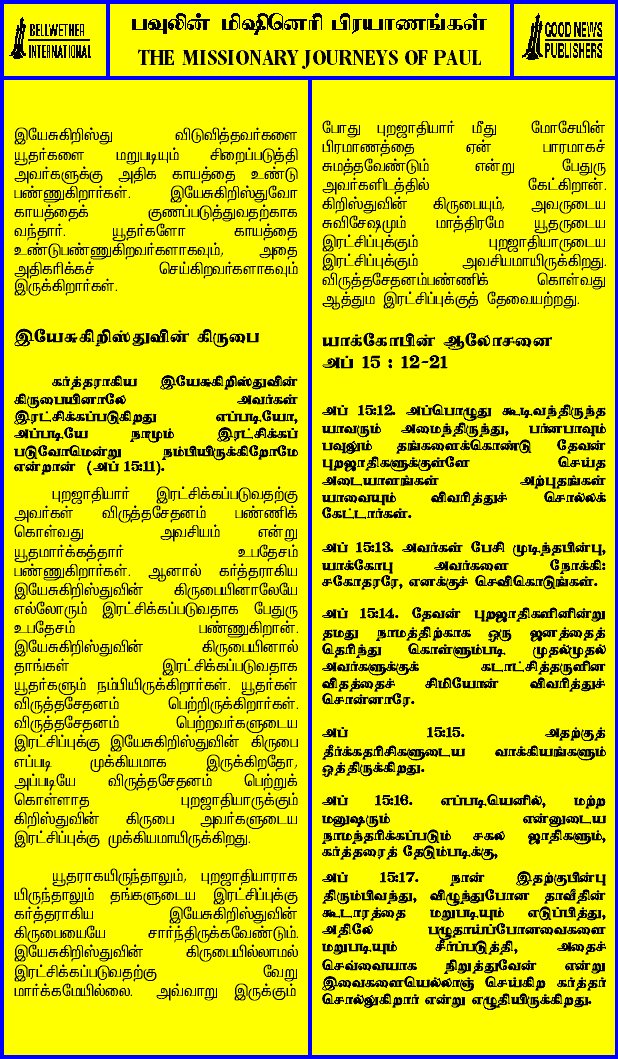 BELLWETHER
INTERNATIONAL
பவுலின் மிஷினெரி பிரயாணங்கள்
THE MISSIONARY JOURNEYS OF PAUL
GOOD NEWS
PUBLISHERS
இயேசுகிறிஸ்து விடுவித்தவர்களை
யூதர்களை மறுபடியும் சிறைப்படுத்தி
அவர்களுக்கு அதிக காயத்தை உண்டு
பண்ணுகிறார்கள். இயேசுகிறிஸ்துவோ
காயத்தைக் குணப்படுத்துவதற்காக
வந்தார். யூதர்களோ காயத்தை
உண்டுபண்ணுகிறவர்களாகவும், அதை
அதிகரிக்கச் செய்கிறவர்களாகவும்
இருக்கிறார்கள்.
இயேசுகிறிஸ்துவின் கிருபை
கர்த்தராகிய இயேசுகிறிஸ்துவின்
கிருபையினாலே அவர்கள்
இரட்சிக்கப்படுகிறது எப்படியோ,
அப்படியே நாமும் இரட்சிக்கப்
படுவோமென்று நம்பியிருக்கிறோமே
என்றான் (அப் 15:11).
புறஜாதியார் இரட்சிக்கப்படுவதற்கு
அவர்கள் விருத்தசேதனம் பண்ணிக்
கொள்வது அவசியம் என்று
யூதமார்க்கத்தார் உபதேசம்
பண்ணுகிறார்கள். ஆனால் கர்த்தராகிய
இயேசுகிறிஸ்துவின் கிருபையினாலேயே
எல்லோரும் இரட்சிக்கப்படுவதாக பேதுரு
உபதேசம் பண்ணுகிறான்.
இயேசுகிறிஸ்துவின் கிருபையினால்
தாங்கள் இரட்சிக்கப்படுவதாக
யூதர்களும் நம்பியிருக்கிறார்கள். யூதர்கள்
விருத்தசேதனம் பெற்றிருக்கிறார்கள்.
விருத்தசேதனம் பெற்றவர்களுடைய
இரட்சிப்புக்கு இயேசுகிறிஸ்துவின் கிருபை
எப்படி முக்கியமாக இருக்கிறதோ,
அப்படியே விருத்தசேதனம் பெற்றுக்
கொள்ளாத புறஜாதியாருக்கும்
கிறிஸ்துவின் கிருபை அவர்களுடைய
இரட்சிப்புக்கு முக்கியமாயிருக்கிறது.
யூதராகயிருந்தாலும், புறஜாதியாராக
யிருந்தாலும் தங்களுடைய இரட்சிப்புக்கு
கர்த்தராகிய இயேசுகிறிஸ்துவின்
கிருபையையே சார்ந்திருக்கவேண்டும்.
இயேசுகிறிஸ்துவின் கிருபையில்லாமல்
இரட்சிக்கப்படுவதற்கு வேறு
மார்க்கமேயில்லை. அவ்வாறு இருக்கும்
போது புறஜாதியார் மீது மோசேயின்
பிரமாணத்தை ஏன் பாரமாகச்
சுமத்தவேண்டும் என்று பேதுரு
அவர்களிடத்தில் கேட்கிறான்.
கிறிஸ்துவின் கிருபையும், அவருடைய
சுவிசேஷமும் மாத்திரமே யூதருடைய
இரட்சிப்புக்கும் புறஜாதியாருடைய
இரட்சிப்புக்கும் அவசியமாயிருக்கிறது.
விருத்தசேதனம்பண்ணிக் கொள்வது
ஆத்தும இரட்சிப்புக்குத் தேவையற்றது.
யாக்கோபின் ஆலோசனை
அப் 15 : 12-21
அப் 15:12. அப்பொழுது கூடிவந்திருந்த
யாவரும் அமைந்திருந்து, பர்னபாவும்
பவுலும் தங்களைக்கொண்டு தேவன்
புறஜாதிகளுக்குள்ளே செய்த
அடையாளங்கள் அற்புதங்கள்
யாவையும் விவரித்துச் சொல்லக்
கேட்டார்கள்.
அப் 15:13. அவர்கள் பேசி முடிந்தபின்பு,
யாக்கோபு அவர்களை நோக்கி:
சகோதரரே, எனக்குச் செவிகொடுங்கள்.
அப் 15:14. தேவன் புறஜாதிகளினின்று
தமது நாமத்திற்காக ஒரு ஜனத்தைத்
தெரிந்து கொள்ளும்படி முதல்முதல்
அவர்களுக்குக் கடாட்சித்தருளின
விதத்தைச் சிமியோன் விவரித்துச்
சொன்னாரே.
அப் 15:15. அதற்குத்
தீர்க்கதரிசிகளுடைய வாக்கியங்களும்
ஒத்திருக்கிறது.
அப் 15:16. எப்படியெனில், மற்ற
மனுஷரும் என்னுடைய
நாமந்தரிக்கப்படும் சகல ஜாதிகளும்,
கர்த்தரைத் தேடும்படிக்கு,
அப் 15:17. நான் இதற்குபின்பு
திரும்பிவந்து, விழுந்துபோன தாவீதின்
கூடாரத்தை மறுபடியும் எடுப்பித்து,
அதிலே பழுதாய்ப்போனவைகளை
மறுபடியும் சீர்ப்படுத்தி, அதைச்
செவ்வையாக நிறுத்துவேன் என்று
இவைகளையெல்லாஞ் செய்கிற கர்த்தர்
சொல்லுகிறார் என்று எழுதியிருக்கிறது.